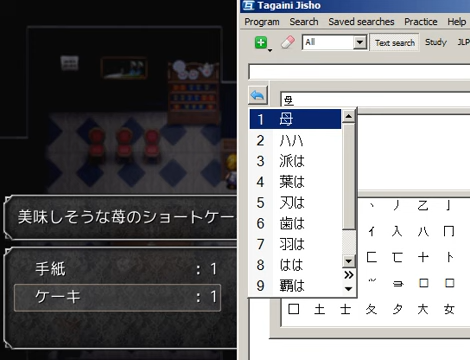 美味しそうな苺のショートケー
手紙 : 1
ケーキ : 1
Tagaini Jisho
Program Search Saved searches Practice Help
All Text search Study JLP
母
1 母
2 ハハ
3 派は
4 葉は
5 刃は
6 歯は
7 羽は
8 はは
9 覇は
丶 丿 乙 亅
イ 入 八 冂
匚 亡 十 卜
口 囗
口 土 士 夂 夕 大 女